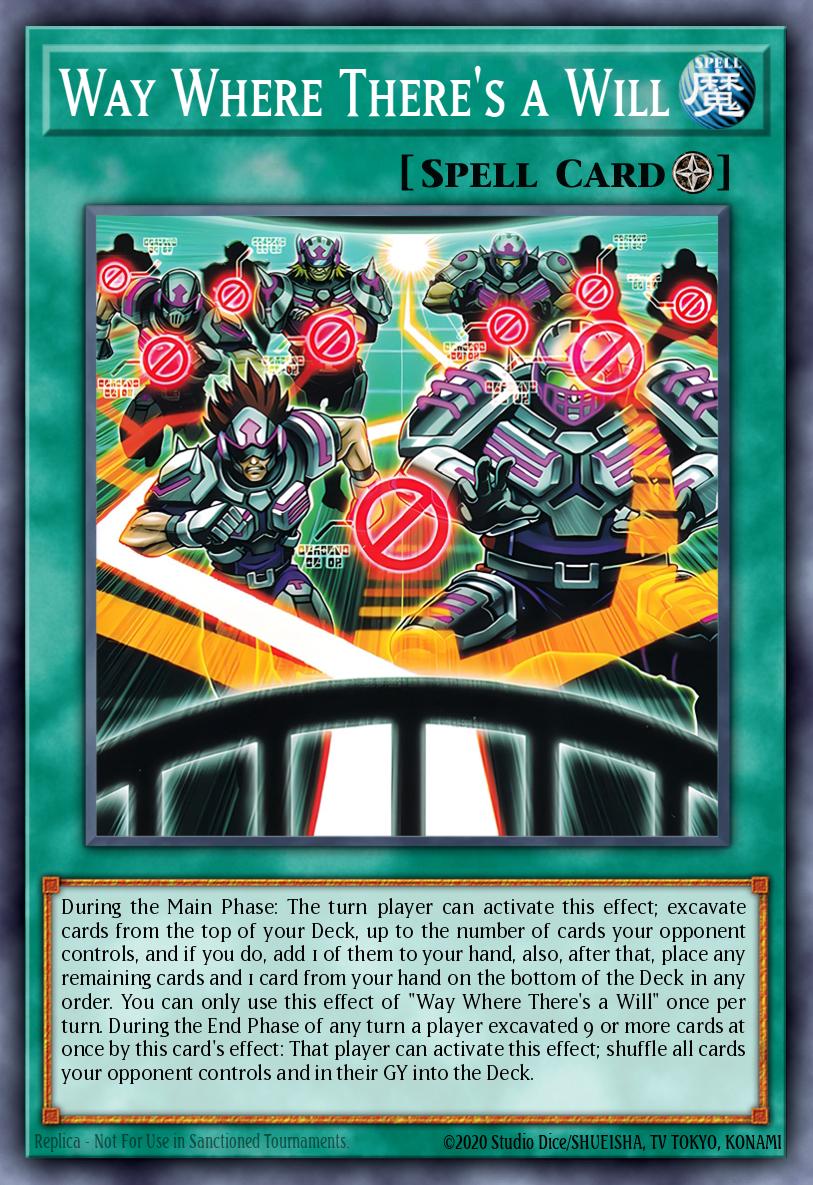 Way Where There's a Will
SPELL
魔
[Spell Card]
During the Main Phase: The turn player can activate this effect; excavate
cards from the top of your Deck, up to the number of cards your opponent
controls, and if you do, add 1 of them to your hand, also, after that, place any
remaining cards and 1 card from your hand on the bottom of the Deck in any
order. You can only use this effect of "Way Where There's a Will" once per
turn. During the End Phase of any turn a player excavated 9 or more cards at
once by this card's effect: That player can activate this effect; shuffle all cards
your opponent controls and in their GY into the Deck.
Replica - Not For Use in Sanctioned Tournaments.
©2020 Studio Dice/SHUEISHA, TV TOKYO, KONAMI